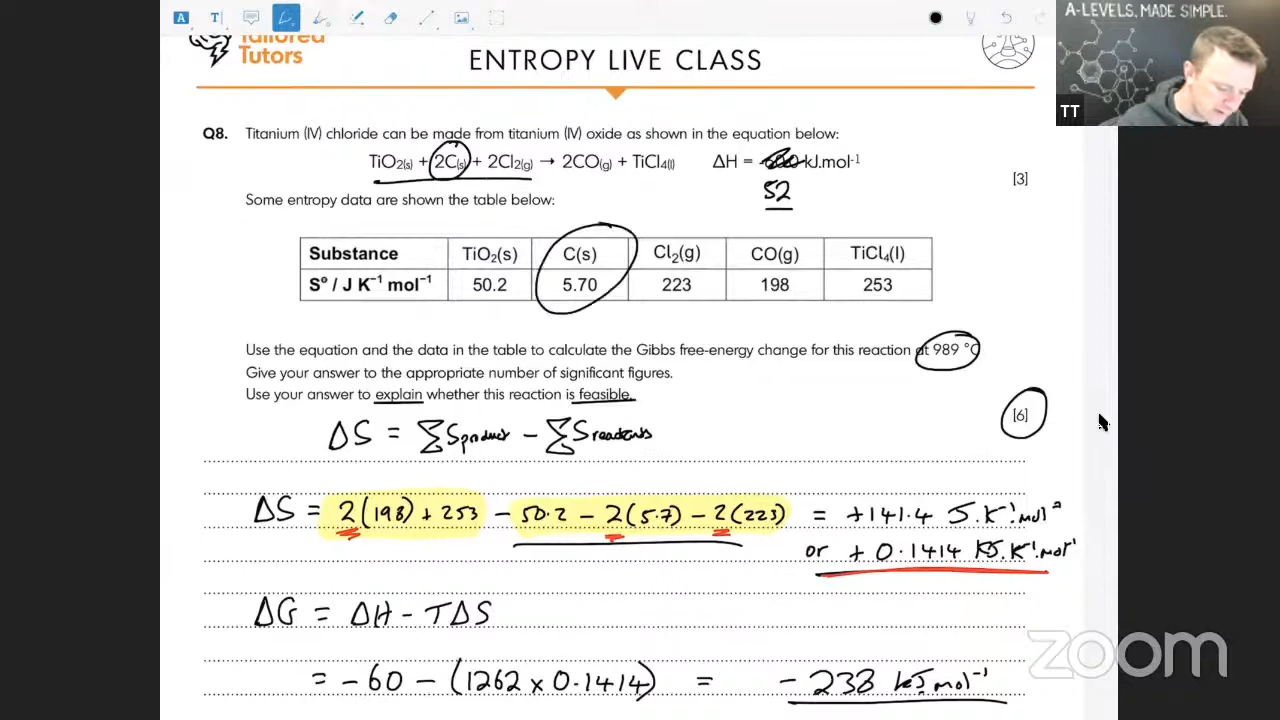 A-LEVELS, MADE SIMPLE.
Tailored
Tutors
ENTROPY LIVE CLASS
TT
Q8. Titanium (IV) chloride can be made from titanium (IV) oxide as shown in the equation below:
TiO2(s) + 2C(s) + 2Cl2(g) → 2CO(g) + TiCl4(l) ΔH = kJ.mol-1
52
[3]
Some entropy data are shown the table below:
Substance TiO2(s) C(s) Cl2(g) CO(g) TiCl4(l)
S° / J K−1 mol−1 50.2 5.70 223 198 253
Use the equation and the data in the table to calculate the Gibbs free-energy change for this reaction at 989 °C
Give your answer to the appropriate number of significant figures.
Use your answer to explain whether this reaction is feasible.
[6]
ΔS = ΣSproduct − ΣSreactants
ΔS = 2(198) + 253 − 50.2 − 2(5.7) − 2(223) = +141.4 J.K-1.mol-1
or + 0.1414 KJ.K-1.mol-1
ΔG = ΔH − TΔS
= −60 − (1262 × 0.1414) = −238 kJ.mol-1
zoom